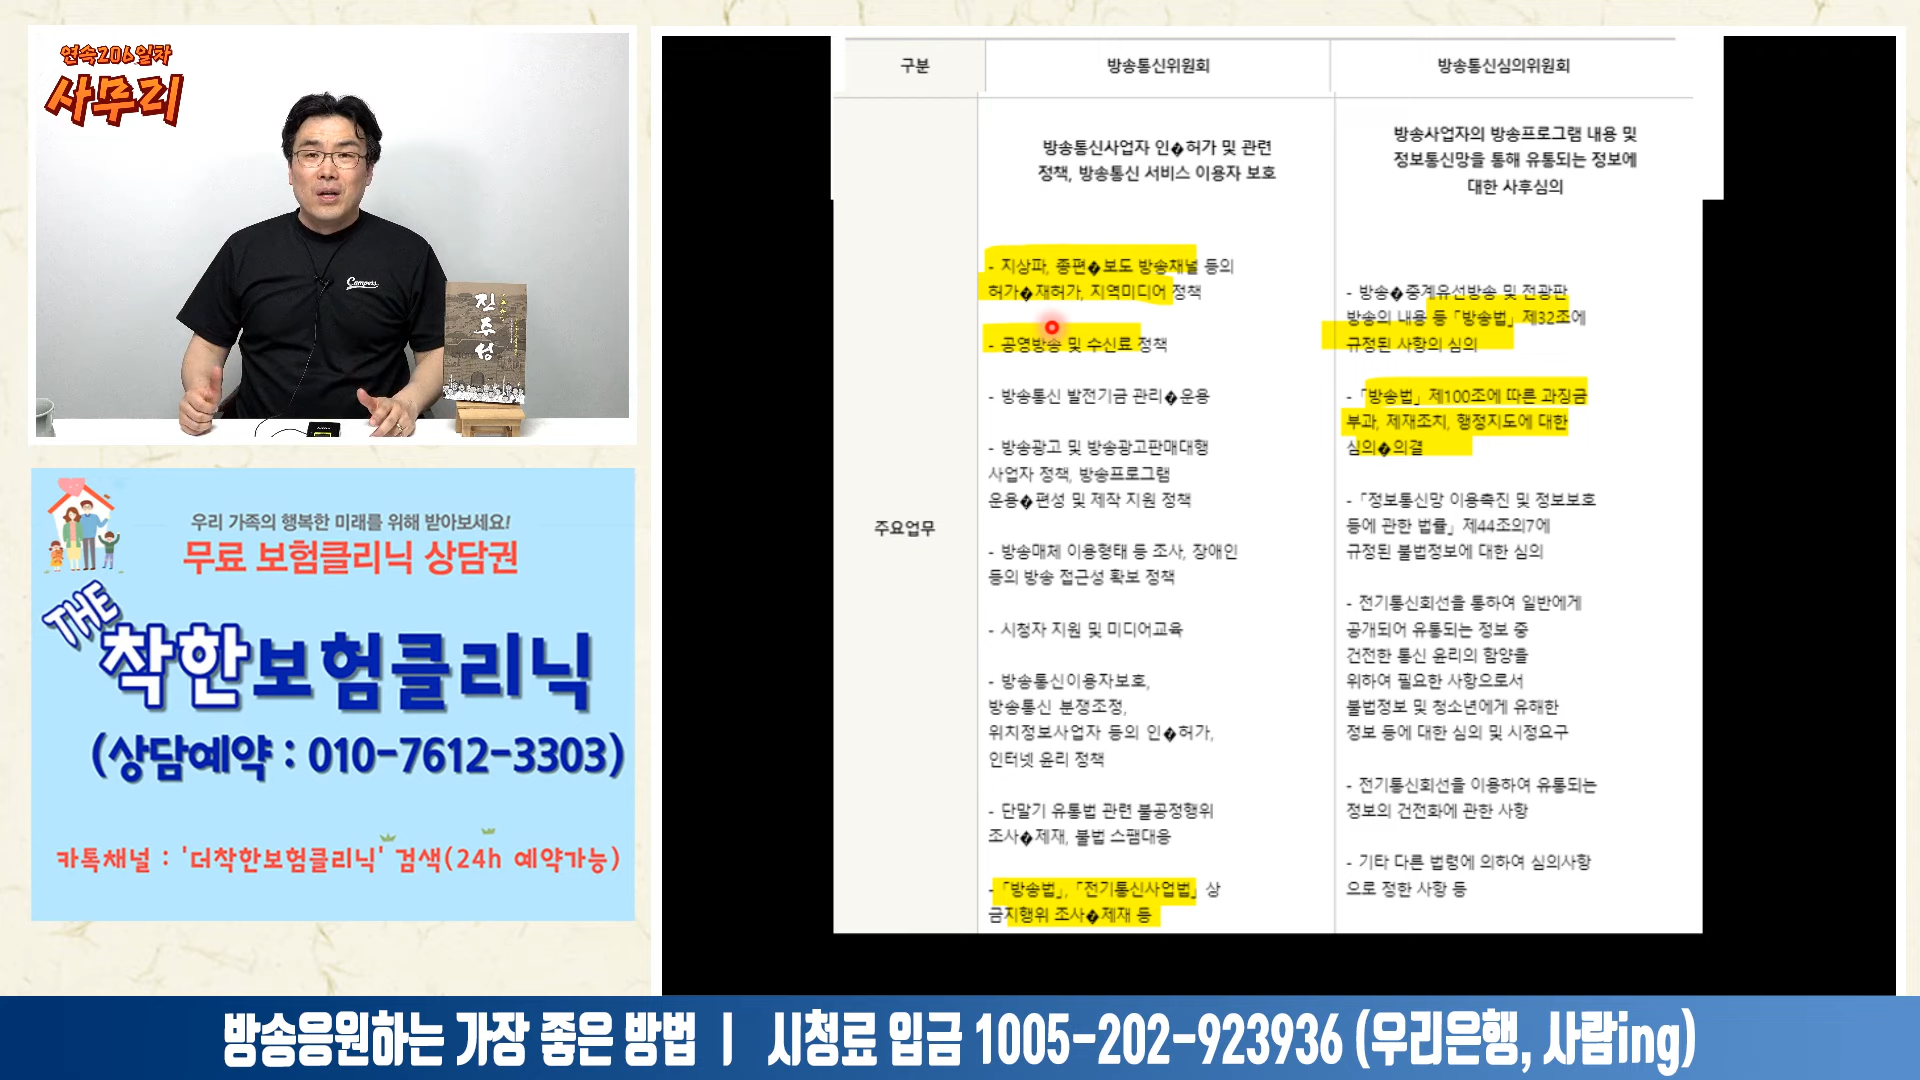 연속206일차
사무리
Compers
진주성
우리 가족의 행복한 미래를 위해 받아보세요!
무료 보험클리닉 상담권
THE
착한보험클리닉
(상담예약 : 010-7612-3303)
카톡채널 : '더착한보험클리닉' 검색(24h 예약가능)
구분
방송통신위원회
방송통신심의위원회
주요업무
방송통신사업자 인�허가 및 관련
정책, 방송통신 서비스 이용자 보호
- 지상파, 종편�보도 방송채널 등의
허가�재허가, 지역미디어 정책
- 공영방송 및 수신료 정책
- 방송통신 발전기금 관리�운용
- 방송광고 및 방송광고판매대행
사업자 정책, 방송프로그램
운용�편성 및 제작 지원 정책
- 방송매체 이용형태 등 조사, 장애인
등의 방송 접근성 확보 정책
- 시청자 지원 및 미디어교육
- 방송통신이용자보호,
방송통신 분쟁조정,
위치정보사업자 등의 인�허가,
인터넷 윤리 정책
- 단말기 유통법 관련 불공정행위
조사�제재, 불법 스팸대응
- 「방송법」, 「전기통신사업법」 상
금지행위 조사�제재 등
방송사업자의 방송프로그램 내용 및
정보통신망을 통해 유통되는 정보에
대한 사후심의
- 방송�중계유선방송 및 전광판
방송의 내용 등 「방송법」 제32조에
규정된 사항의 심의
- 「방송법」 제100조에 따른 과징금
부과, 제재조치, 행정지도에 대한
심의�의결
- 「정보통신망 이용촉진 및 정보보호
등에 관한 법률」 제44조의7에
규정된 불법정보에 대한 심의
- 전기통신회선을 통하여 일반에게
공개되어 유통되는 정보 중
건전한 통신 윤리의 함양을
위하여 필요한 사항으로서
불법정보 및 청소년에게 유해한
정보 등에 대한 심의 및 시정요구
- 전기통신회선을 이용하여 유통되는
정보의 건전화에 관한 사항
- 기타 다른 법령에 의하여 심의사항
으로 정한 사항 등
방송응원하는 가장 좋은 방법 ㅣ 시청료 입금 1005-202-923936 (우리은행, 사람ing)